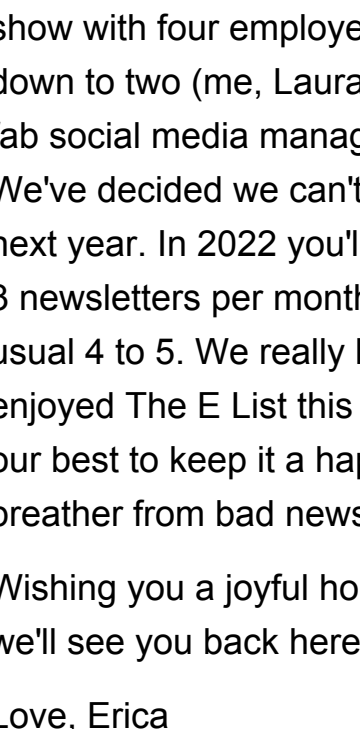 show with four employe
down to two (me, Laura
fab social media manag
We've decided we can't
next year. In 2022 you'l
3 newsletters per month
usual 4 to 5. We really
enjoyed The E List this
our best to keep it a hap
breather from bad news
Wishing you a joyful ho
we'll see you back here
Love, Erica